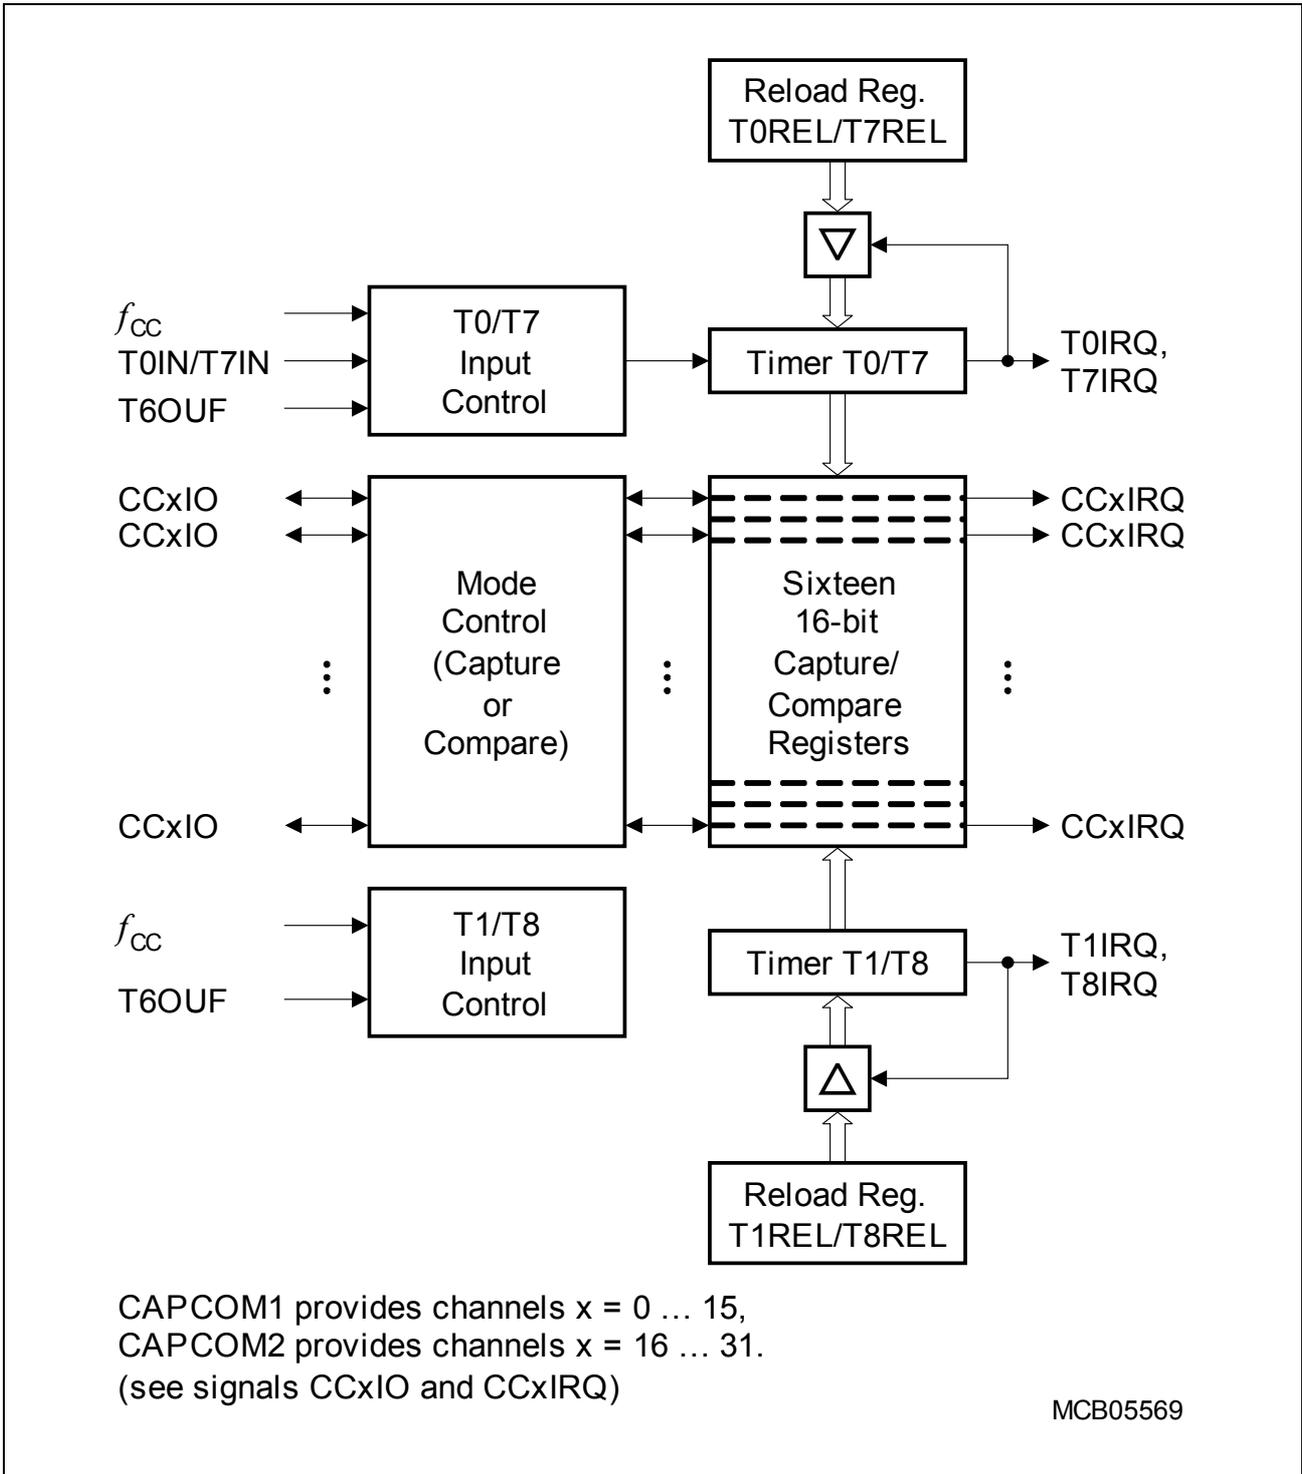 Reload Reg.
T0REL/T7REL
f CC
T0IN/T7IN
T6OUF
T0/T7
Input
Control
Timer T0/T7
T0IRQ,
T7IRQ
CCxIO
CCxIO
CCxIO
Mode
Control
(Capture
or
Compare)
Sixteen
16-bit
Capture/
Compare
Registers
CCxIRQ
CCxIRQ
CCxIRQ
f CC
T6OUF
T1/T8
Input
Control
Timer T1/T8
T1IRQ,
T8IRQ
Reload Reg.
T1REL/T8REL
CAPCOM1 provides channels x = 0 … 15,
CAPCOM2 provides channels x = 16 … 31.
(see signals CCxIO and CCxIRQ)
MCB05569